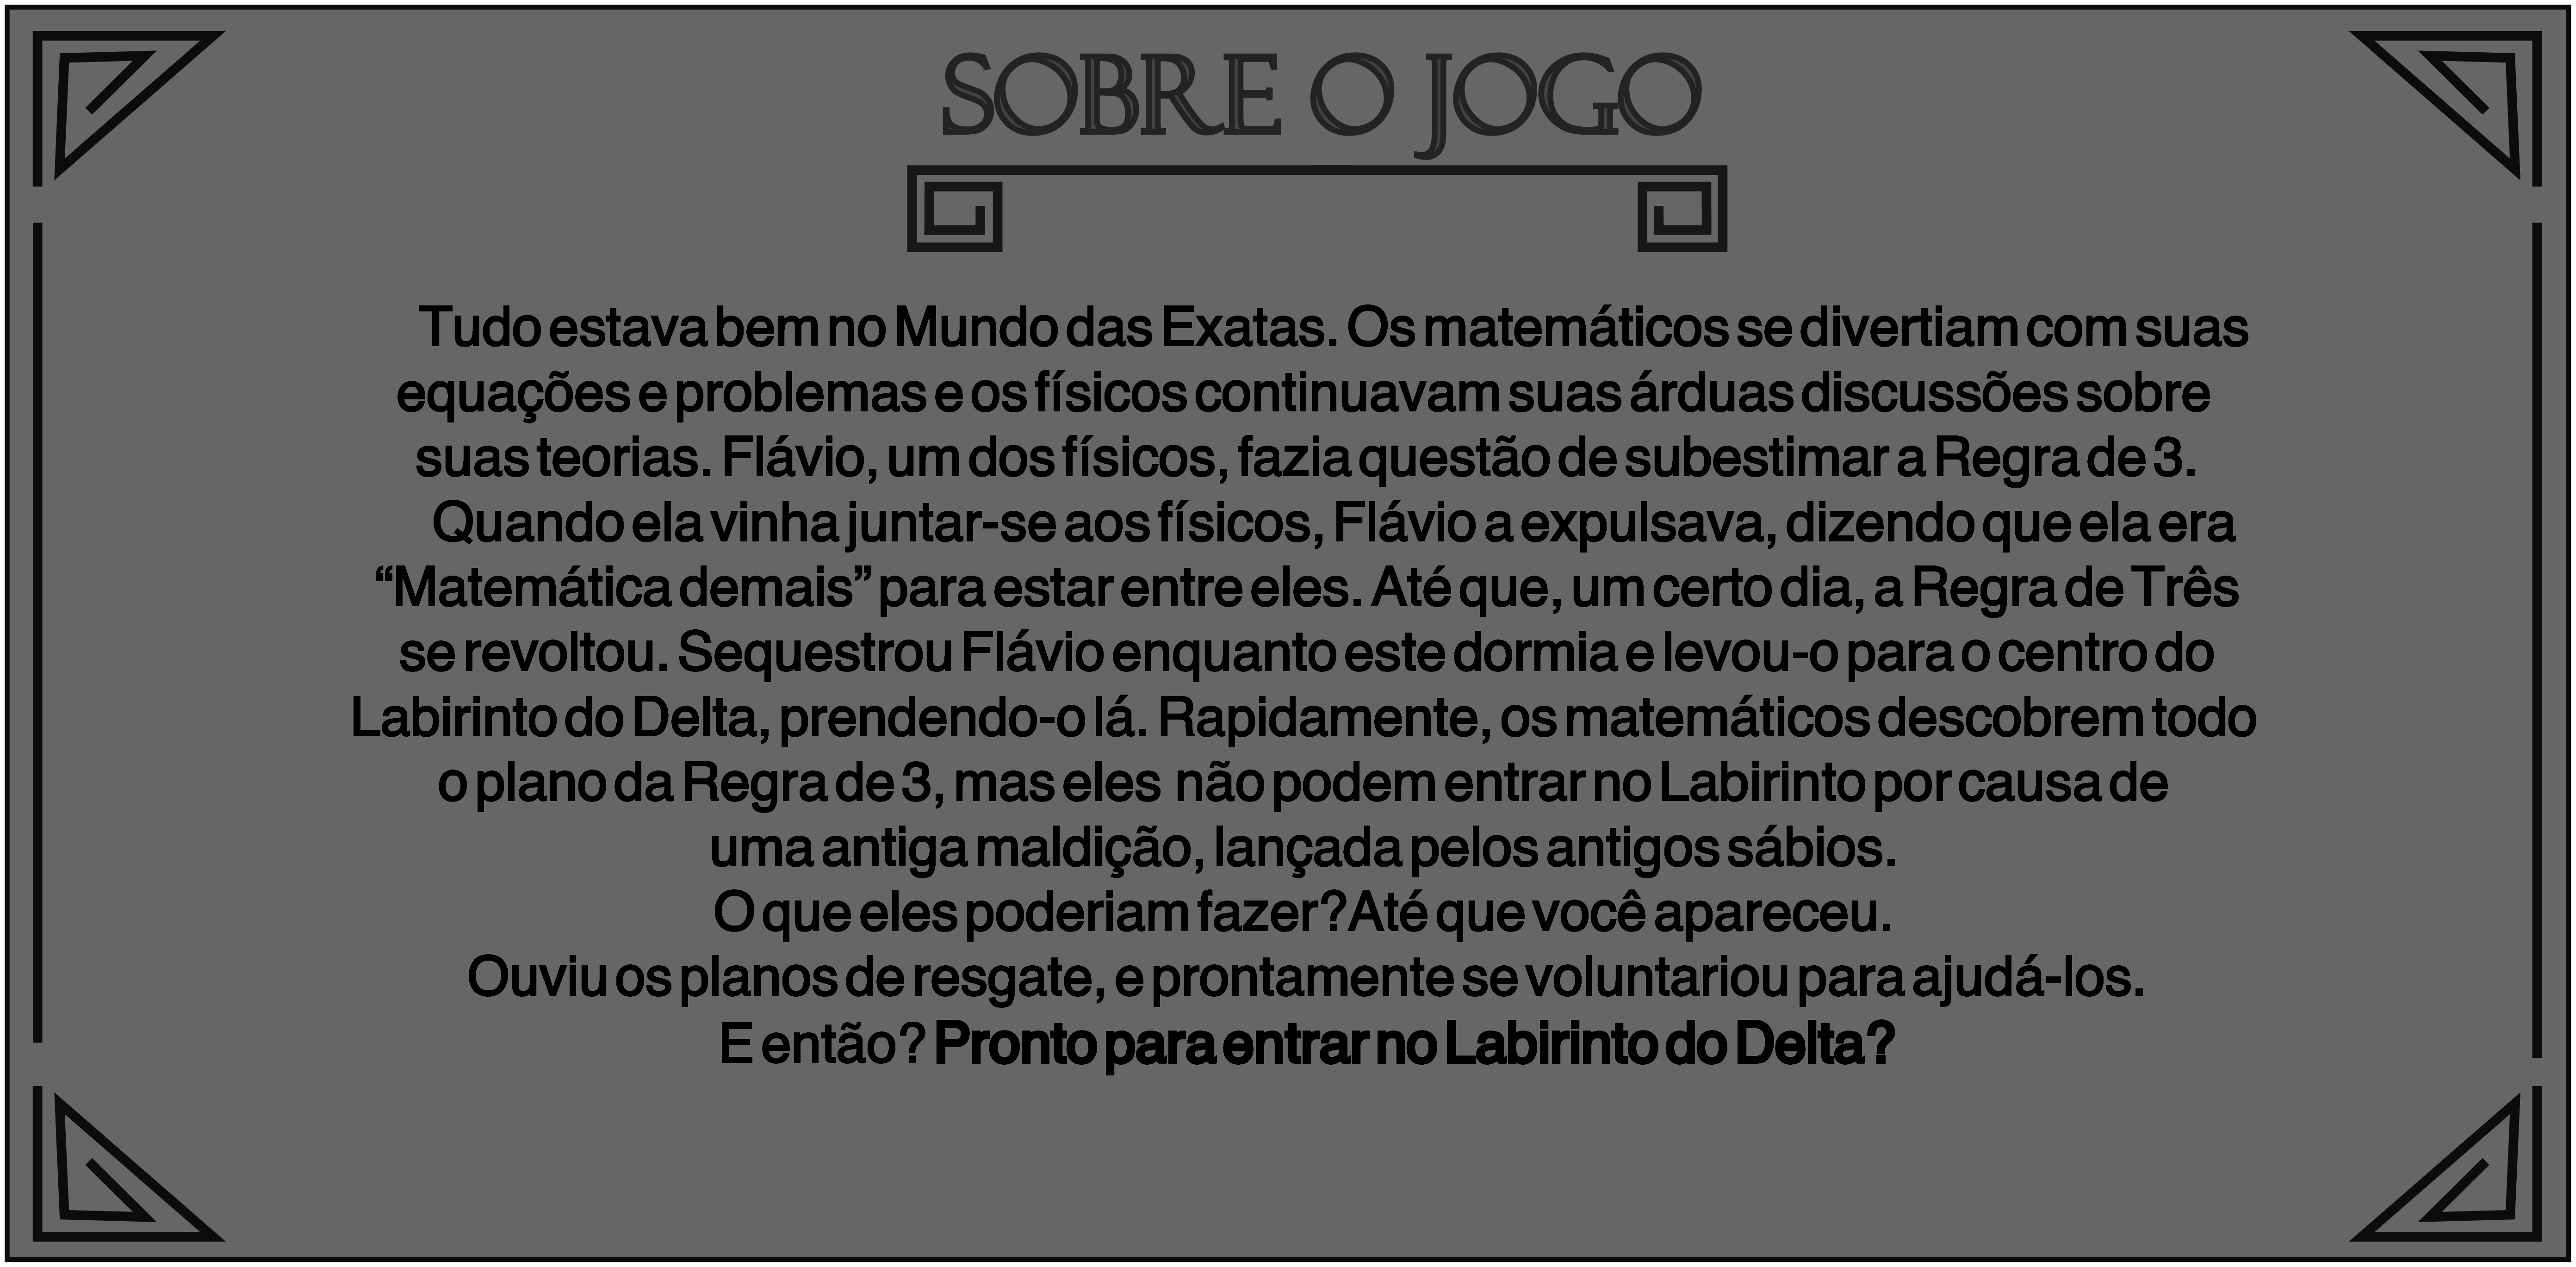 SOBRE O JOGO
Tudo estava bem no Mundo das Exatas. Os matemáticos se divertiam com suas
equações e problemas e os físicos continuavam suas árduas discussões sobre
suas teorias. Flávio, um dos físicos, fazia questão de subestimar a Regra de 3.
Quando ela vinha juntar-se aos físicos, Flávio a expulsava, dizendo que ela era
“Matemática demais” para estar entre eles. Até que, um certo dia, a Regra de Três
se revoltou. Sequestrou Flávio enquanto este dormia e levou-o para o centro do
Labirinto do Delta, prendendo-o lá. Rapidamente, os matemáticos descobrem todo
o plano da Regra de 3, mas eles não podem entrar no Labirinto por causa de
uma antiga maldição, lançada pelos antigos sábios.
O que eles poderiam fazer?Até que você apareceu.
Ouviu os planos de resgate, e prontamente se voluntariou para ajudá-los.
E então? Pronto para entrar no Labirinto do Delta?